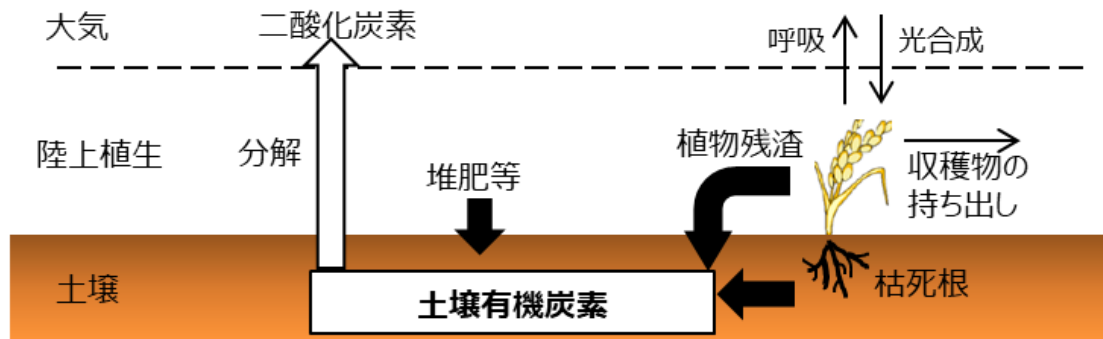 大気
二酸化炭素
呼吸
光合成
陸上植生
分解
堆肥等
植物残渣
収穫物の
持ち出し
土壌
土壌有機炭素
枯死根